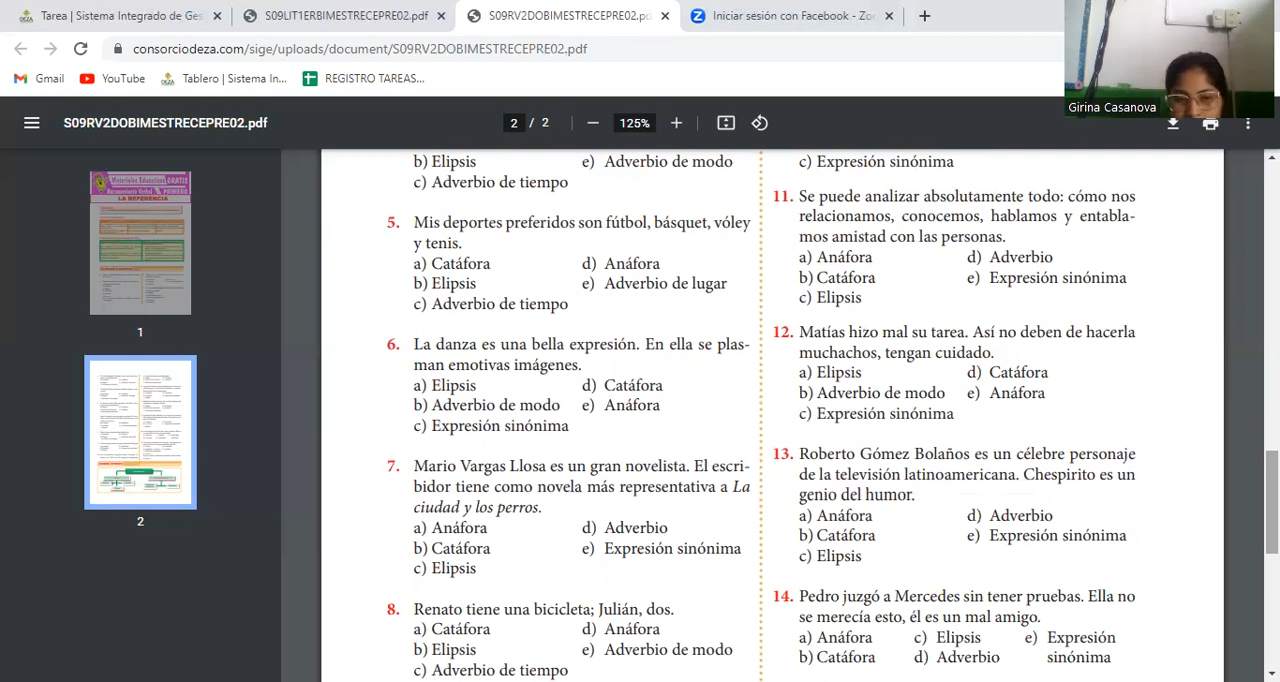 Tarea | Sistema Integrado de Ges
S09LIT1ERBIMESTRECEPRE02.pdf
S09RV2DOBIMESTRECEPRE02.pd
Iniciar sesión con Facebook - Zoo
consorciodeza.com/sige/uploads/document/S09RV2DOBIMESTRECEPRE02.pdf
Gmail
YouTube
Tablero | Sistema In...
REGISTRO TAREAS...
Girina Casanova
S09RV2DOBIMESTRECEPRE02.pdf
2 / 2
125%
LA REFERENCIA
1
2
b) Elipsis e) Adverbio de modo
c) Adverbio de tiempo
5. Mis deportes preferidos son fútbol, básquet, vóley
y tenis.
a) Catáfora d) Anáfora
b) Elipsis e) Adverbio de lugar
c) Adverbio de tiempo
6. La danza es una bella expresión. En ella se plas-
man emotivas imágenes.
a) Elipsis d) Catáfora
b) Adverbio de modo e) Anáfora
c) Expresión sinónima
7. Mario Vargas Llosa es un gran novelista. El escri-
bidor tiene como novela más representativa a La
ciudad y los perros.
a) Anáfora d) Adverbio
b) Catáfora e) Expresión sinónima
c) Elipsis
8. Renato tiene una bicicleta; Julián, dos.
a) Catáfora d) Anáfora
b) Elipsis e) Adverbio de modo
c) Adverbio de tiempo
c) Expresión sinónima
11. Se puede analizar absolutamente todo: cómo nos
relacionamos, conocemos, hablamos y entabla-
mos amistad con las personas.
a) Anáfora d) Adverbio
b) Catáfora e) Expresión sinónima
c) Elipsis
12. Matías hizo mal su tarea. Así no deben de hacerla
muchachos, tengan cuidado.
a) Elipsis d) Catáfora
b) Adverbio de modo e) Anáfora
c) Expresión sinónima
13. Roberto Gómez Bolaños es un célebre personaje
de la televisión latinoamericana. Chespirito es un
genio del humor.
a) Anáfora d) Adverbio
b) Catáfora e) Expresión sinónima
c) Elipsis
14. Pedro juzgó a Mercedes sin tener pruebas. Ella no
se merecía esto, él es un mal amigo.
a) Anáfora c) Elipsis e) Expresión
b) Catáfora d) Adverbio sinónima